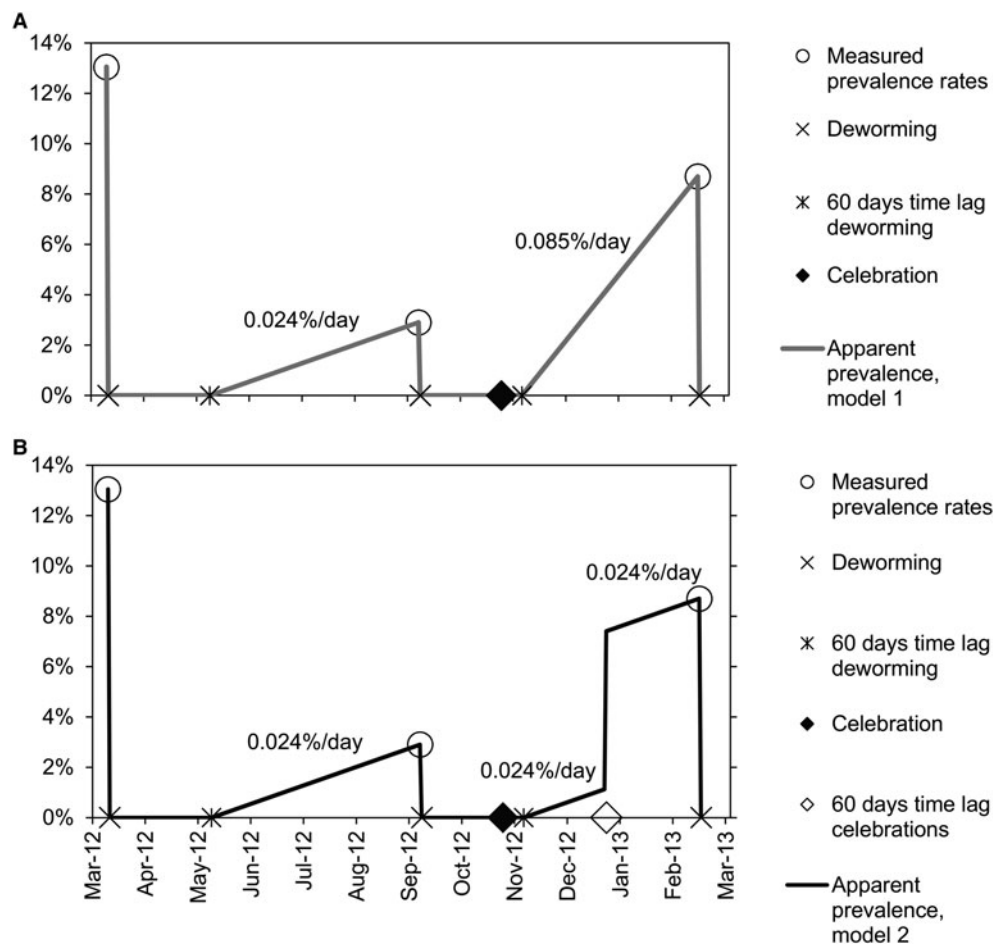 A
14%
12%
10%
8%
6%
4%
2%
0%
0.024%/day
0.085%/day
Measured
prevalence rates
Deworming
60 days time lag
deworming
Celebration
Apparent
prevalence,
model 1
B
14%
12%
10%
8%
6%
4%
2%
0%
0.024%/day
0.024%/day
0.024%/day
Mar-12
Apr-12
May-12
Jun-12
Jul-12
Aug-12
Sep-12
Oct-12
Nov-12
Dec-12
Jan-13
Feb-13
Mar-13
Measured
prevalence rates
Deworming
60 days time lag
deworming
Celebration
60 days time lag
celebrations
Apparent
prevalence,
model 2